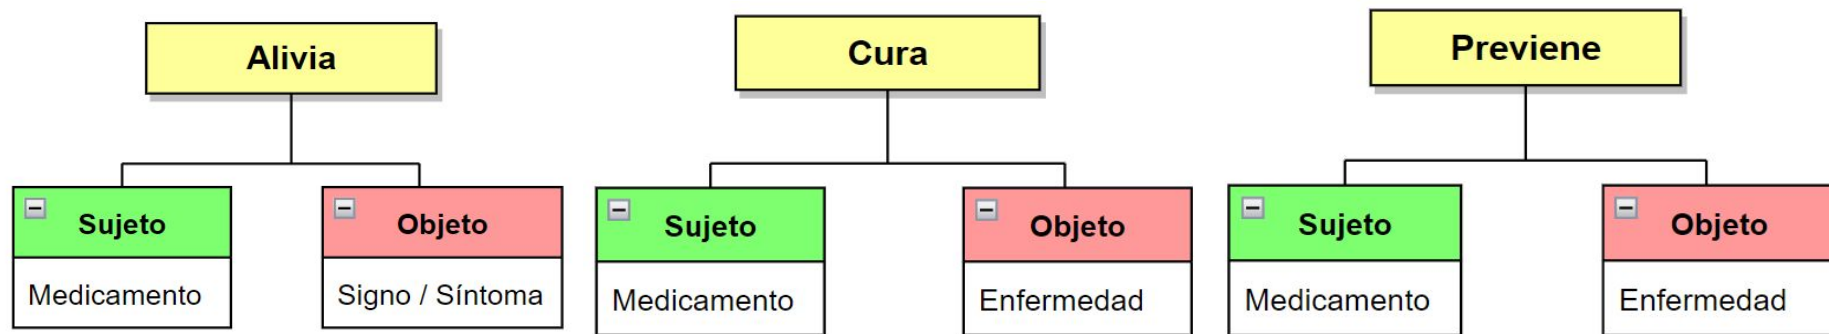 Alivia
Cura
Previene
Sujeto
Objeto
Sujeto
Objeto
Sujeto
Objeto
Medicamento
Signo / Síntoma
Medicamento
Enfermedad
Medicamento
Enfermedad